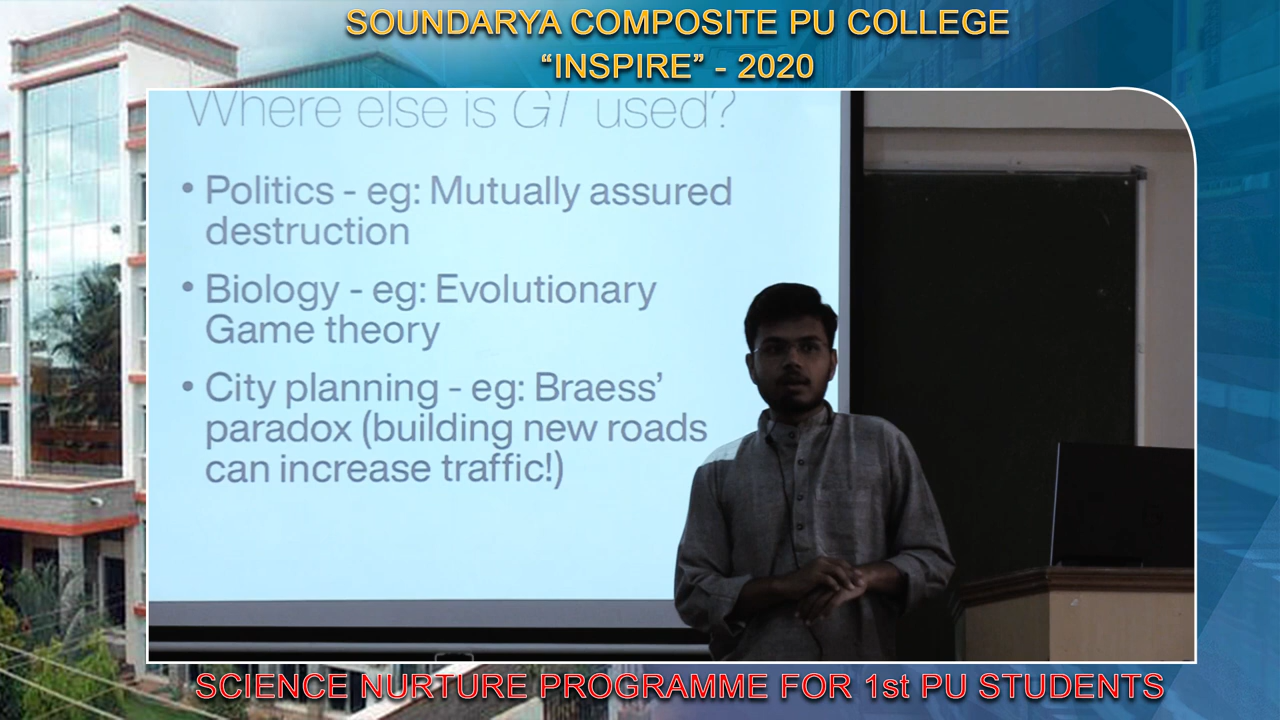 SOUNDARYA COMPOSITE PU COLLEGE
“INSPIRE” - 2020
Where else is GT used?
• Politics - eg: Mutually assured
destruction
• Biology - eg: Evolutionary
Game theory
• City planning - eg: Braess’
paradox (building new roads
can increase traffic!)
SCIENCE NURTURE PROGRAMME FOR 1st PU STUDENTS